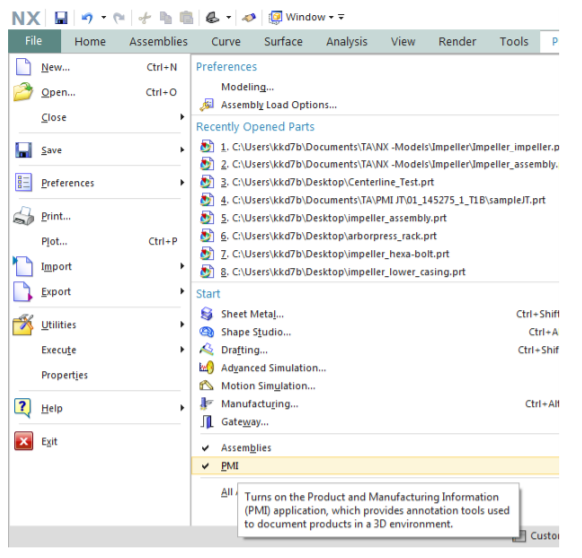 NX Window
File Home Assemblies Curve Surface Analysis View Render Tools P
New... Ctrl+N
Open... Ctrl+O
Close
Save
Preferences
Print...
Plot... Ctrl+P
Import
Export
Utilities
Execute
Properties
Help
Exit
Preferences
Modeling...
Assembly Load Options...
Recently Opened Parts
1. C:\Users\kkd7b\Documents\TA\NX -Models\Impeller\Impeller_impeller.p
2. C:\Users\kkd7b\Documents\TA\NX -Models\Impeller\Impeller_assembly.
3. C:\Users\kkd7b\Desktop\Centerline_Test.prt
4. C:\Users\kkd7b\Documents\TA\PMI JT\01_145275_1_T1B\sampleJT.prt
5. C:\Users\kkd7b\Desktop\impeller_assembly.prt
6. C:\Users\kkd7b\Desktop\arborpress_rack.prt
7. C:\Users\kkd7b\Desktop\impeller_hexa-bolt.prt
8. C:\Users\kkd7b\Desktop\impeller_lower_casing.prt
Start
Sheet Metal... Ctrl+Shift
Shape Studio... Ctrl+A
Drafting... Ctrl+Shif
Advanced Simulation...
Motion Simulation...
Manufacturing... Ctrl+Alt
Gateway...
Assemblies
PMI
All
Turns on the Product and Manufacturing Information
(PMI) application, which provides annotation tools used
to document products in a 3D environment.
Custo